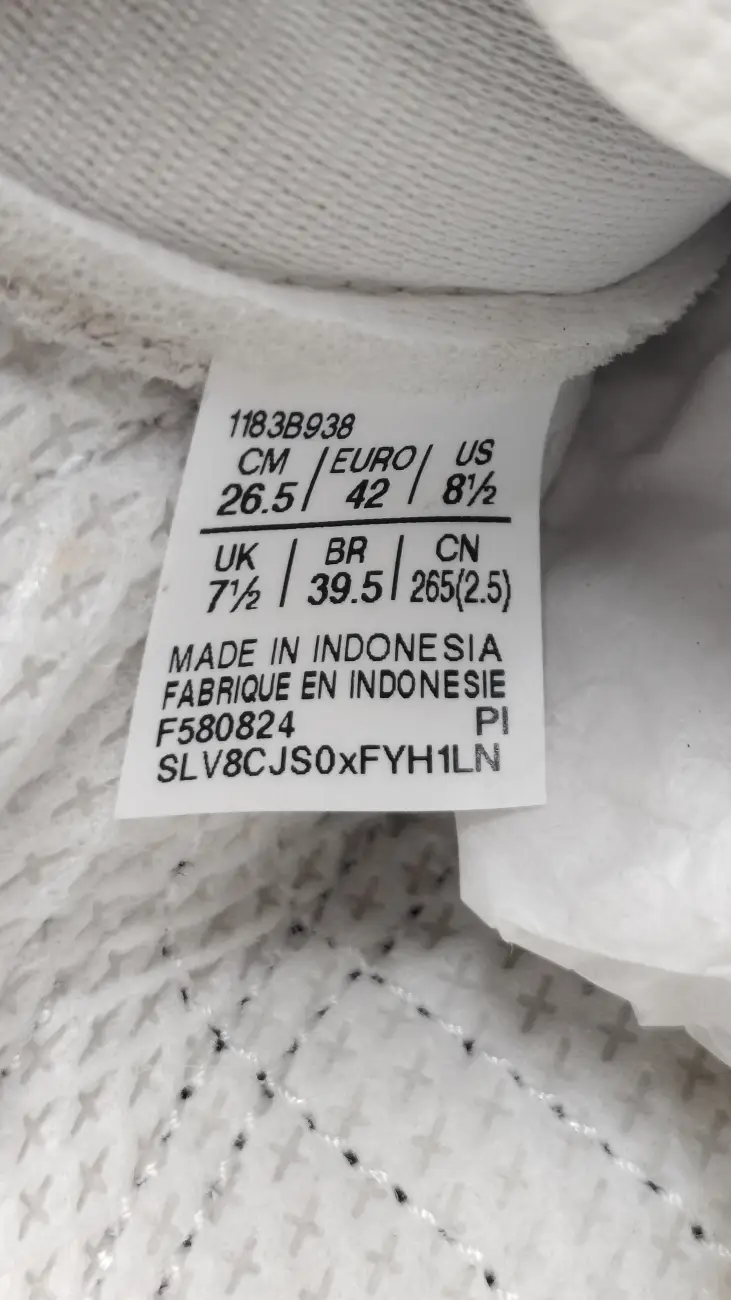 1183B938
CM / EURO / US
26.5 / 42 / 8½
UK | BR | CN
7½ | 39.5 | 265(2.5)
MADE IN INDONESIA
FABRIQUE EN INDONESIE
F580824 PI
SLV8CJS0xFYH1LN